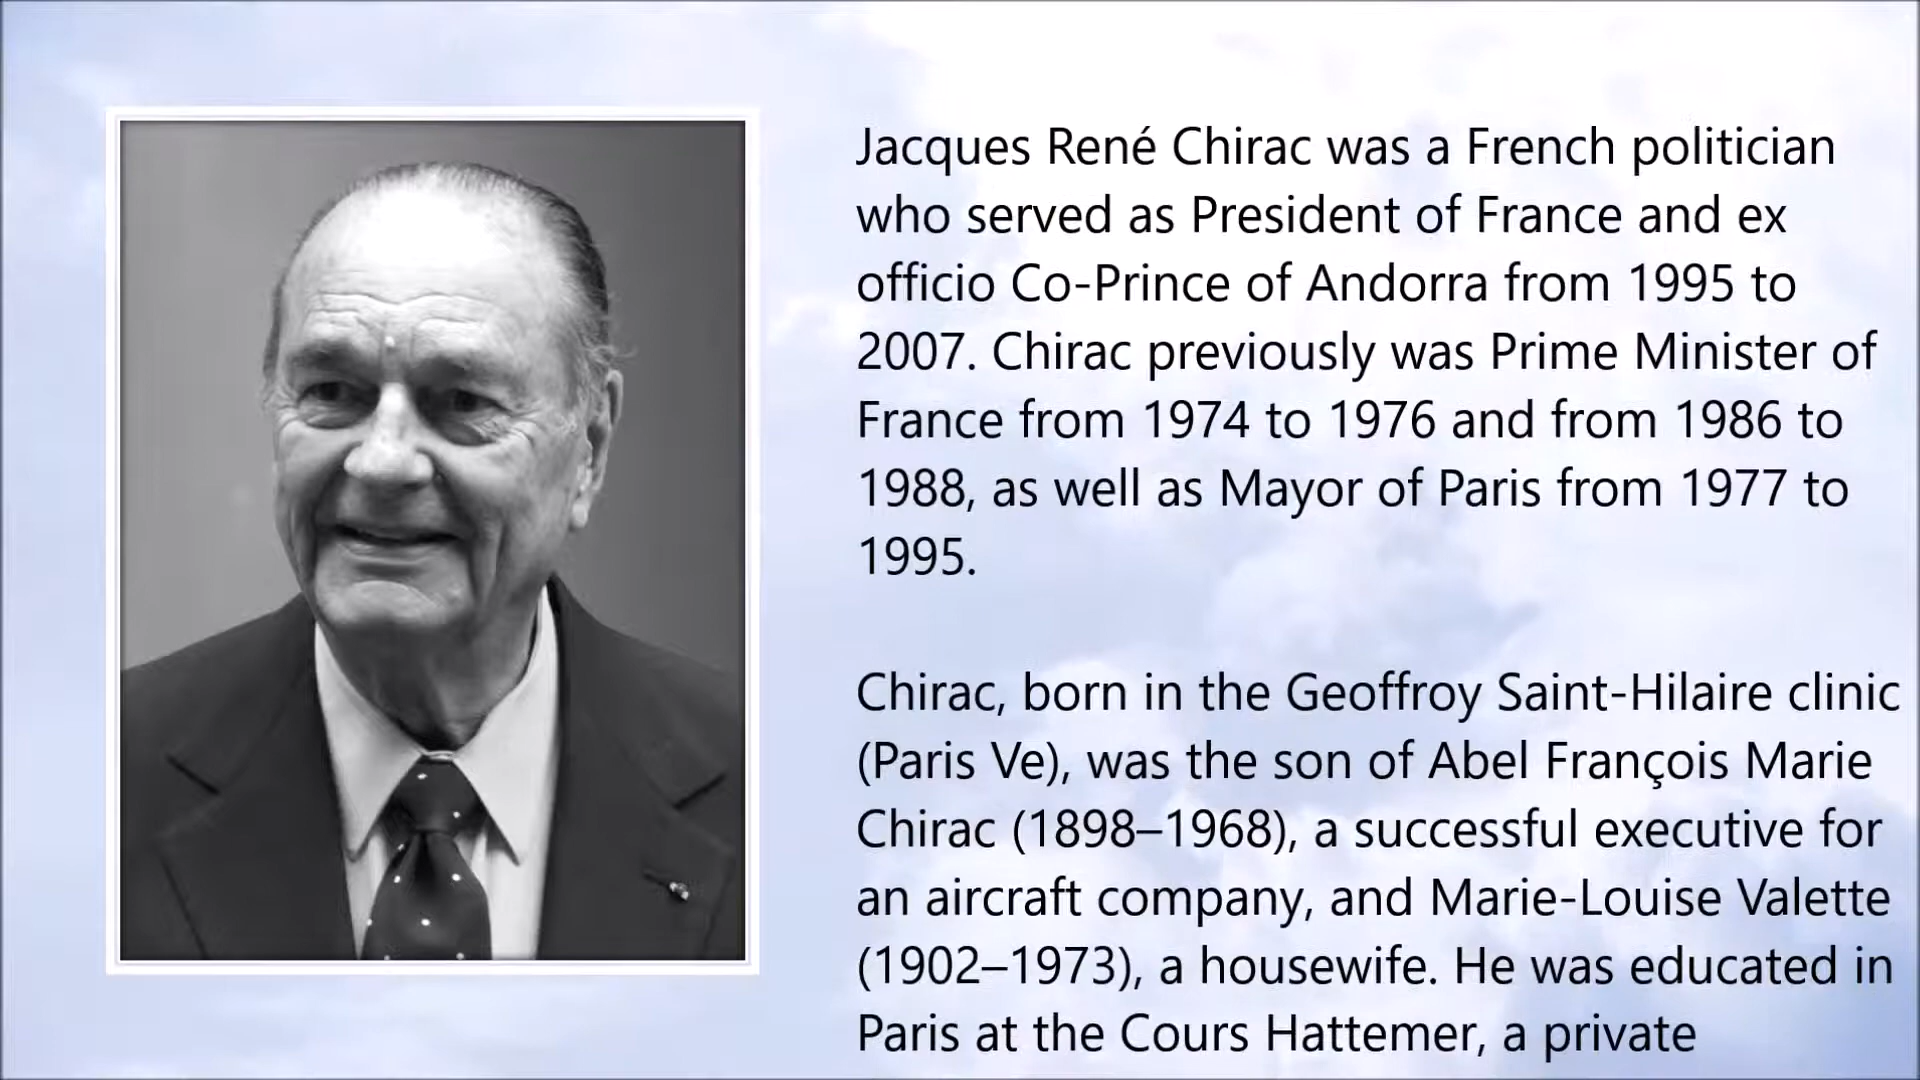 Jacques René Chirac was a French politician
who served as President of France and ex
officio Co-Prince of Andorra from 1995 to
2007. Chirac previously was Prime Minister of
France from 1974 to 1976 and from 1986 to
1988, as well as Mayor of Paris from 1977 to
1995.
Chirac, born in the Geoffroy Saint-Hilaire clinic
(Paris Ve), was the son of Abel François Marie
Chirac (1898–1968), a successful executive for
an aircraft company, and Marie-Louise Valette
(1902–1973), a housewife. He was educated in
Paris at the Cours Hattemer, a private